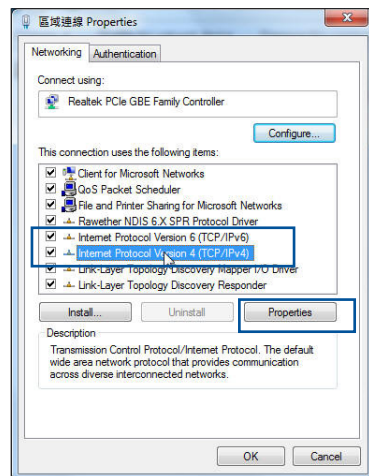 區域連線 Properties
Networking
Authentication
Connect using:
Realtek PCIe GBE Family Controller
Configure...
This connection uses the following items:
Client for Microsoft Networks
QoS Packet Scheduler
File and Printer Sharing for Microsoft Networks
Rawether NDIS 6.X SPR Protocol Driver
Internet Protocol Version 6 (TCP/IPv6)
Internet Protocol Version 4 (TCP/IPv4)
Link-Layer Topology Discovery Mapper I/O Driver
Link-Layer Topology Discovery Responder
Install...
Uninstall
Properties
Description
Transmission Control Protocol/Internet Protocol. The default
wide area network protocol that provides communication
across diverse interconnected networks.
OK
Cancel